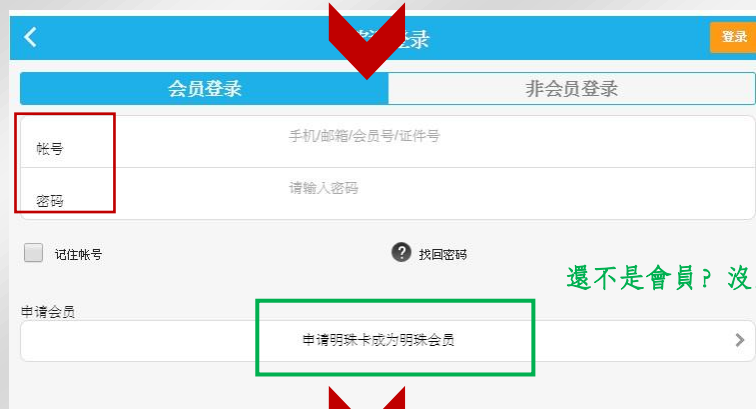 登录
登录
会员登录 非会员登录
帐号 手机/邮箱/会员号/证件号
密码 请输入密码
记住帐号 找回密码
還不是會員？沒
申请会员
申请明珠卡成为明珠会员